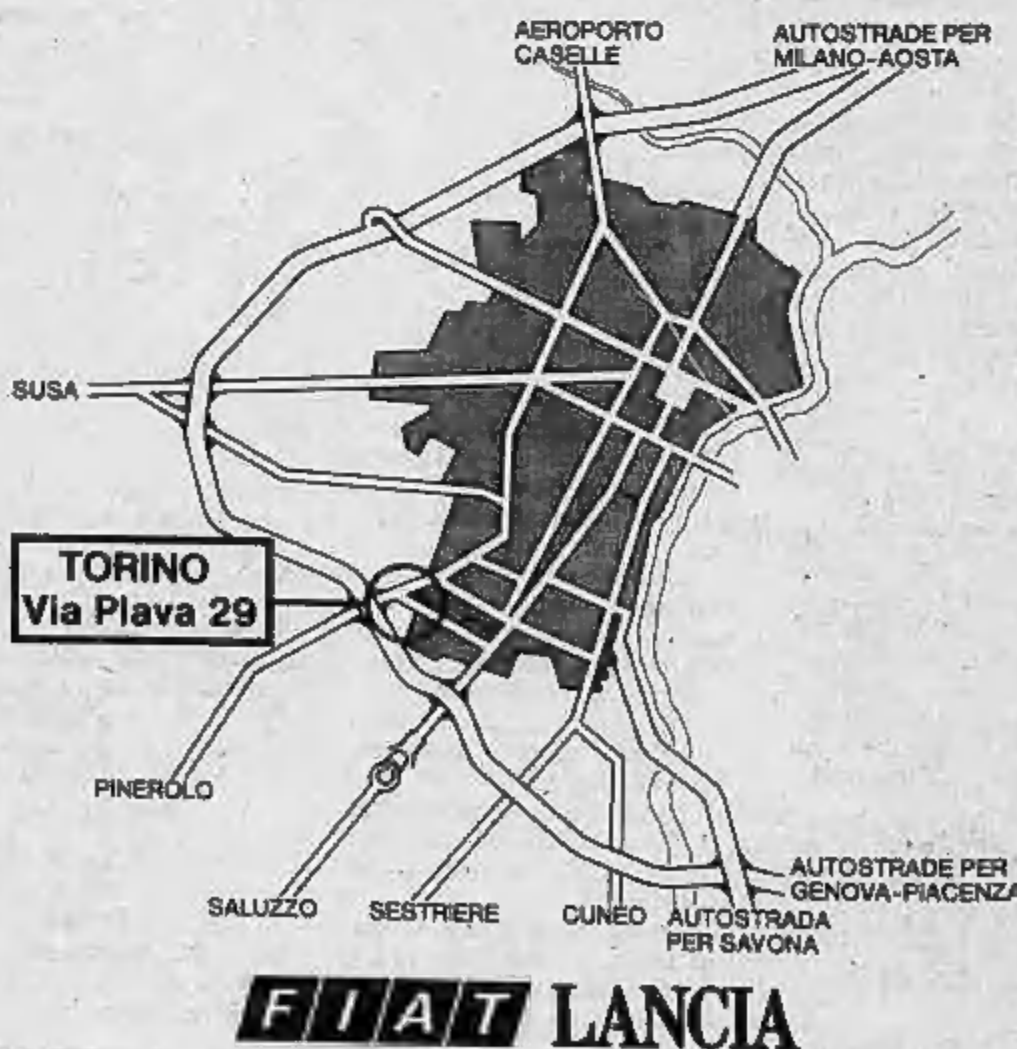 AEROPORTO
CASELLE
AUTOSTRADE PER
MILANO-AOSTA
SUSA
TORINO
Via Piava 29
PINEROLO
SALUZZO
SESTRIERE
CUNEO
AUTOSTRADA
PER SAVONA
AUTOSTRADE PER
GENOVA-PIACENZA
FIAT LANCIA